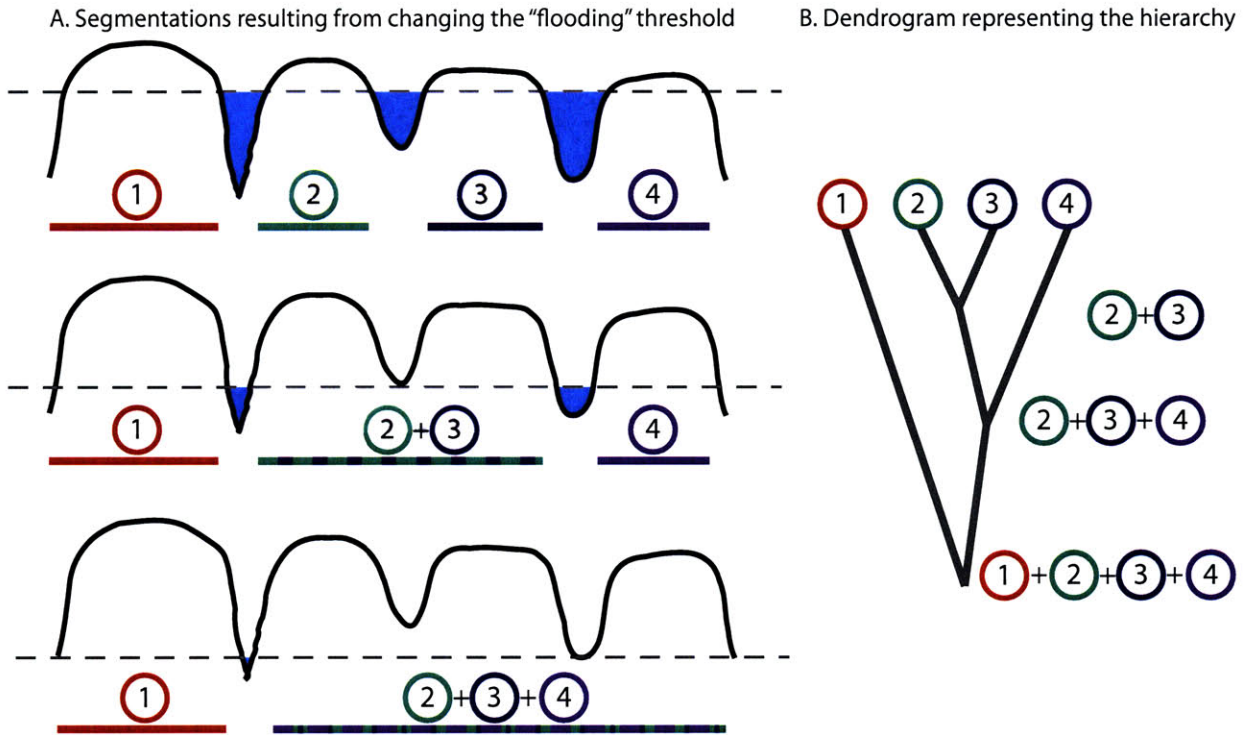 A. Segmentations resulting from changing the “flooding” threshold
1 2 3 4
1 2+3 4
1 2+3+4
B. Dendrogram representing the hierarchy
1 2 3 4
2+3
2+3+4
1+2+3+4